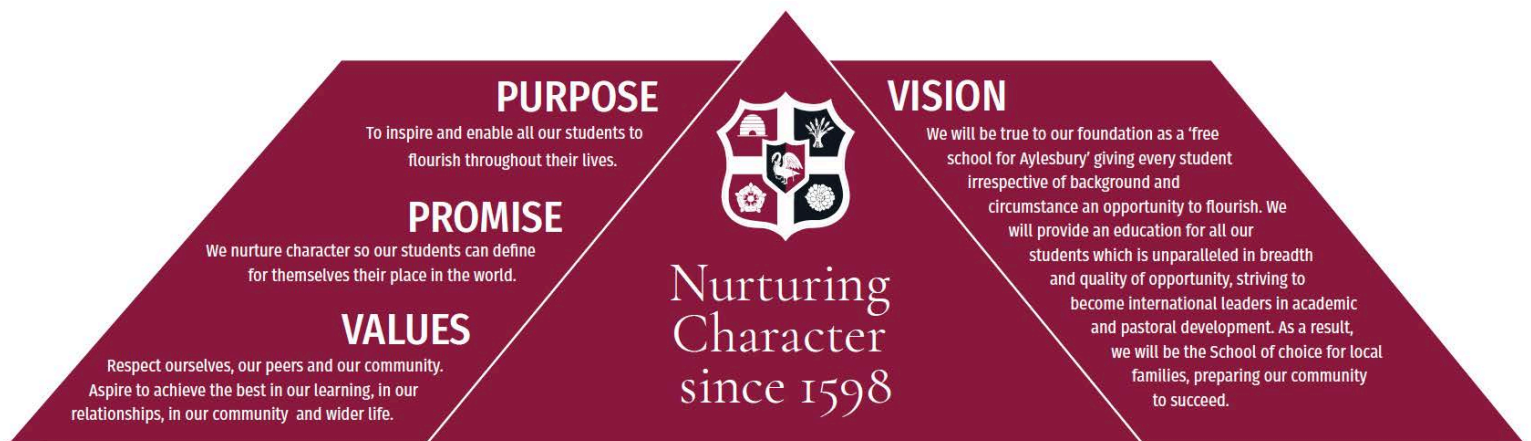 PURPOSE
To inspire and enable all our students to
flourish throughout their lives.
PROMISE
We nurture character so our students can define
for themselves their place in the world.
VALUES
Respect ourselves, our peers and our community.
Aspire to achieve the best in our learning, in our
relationships, in our community and wider life.
Nurturing
Character
since 1598
VISION
We will be true to our foundation as a ‘free
school for Aylesbury’ giving every student
irrespective of background and
circumstance an opportunity to flourish. We
will provide an education for all our
students which is unparalleled in breadth
and quality of opportunity, striving to
become international leaders in academic
and pastoral development. As a result,
we will be the School of choice for local
families, preparing our community
to succeed.